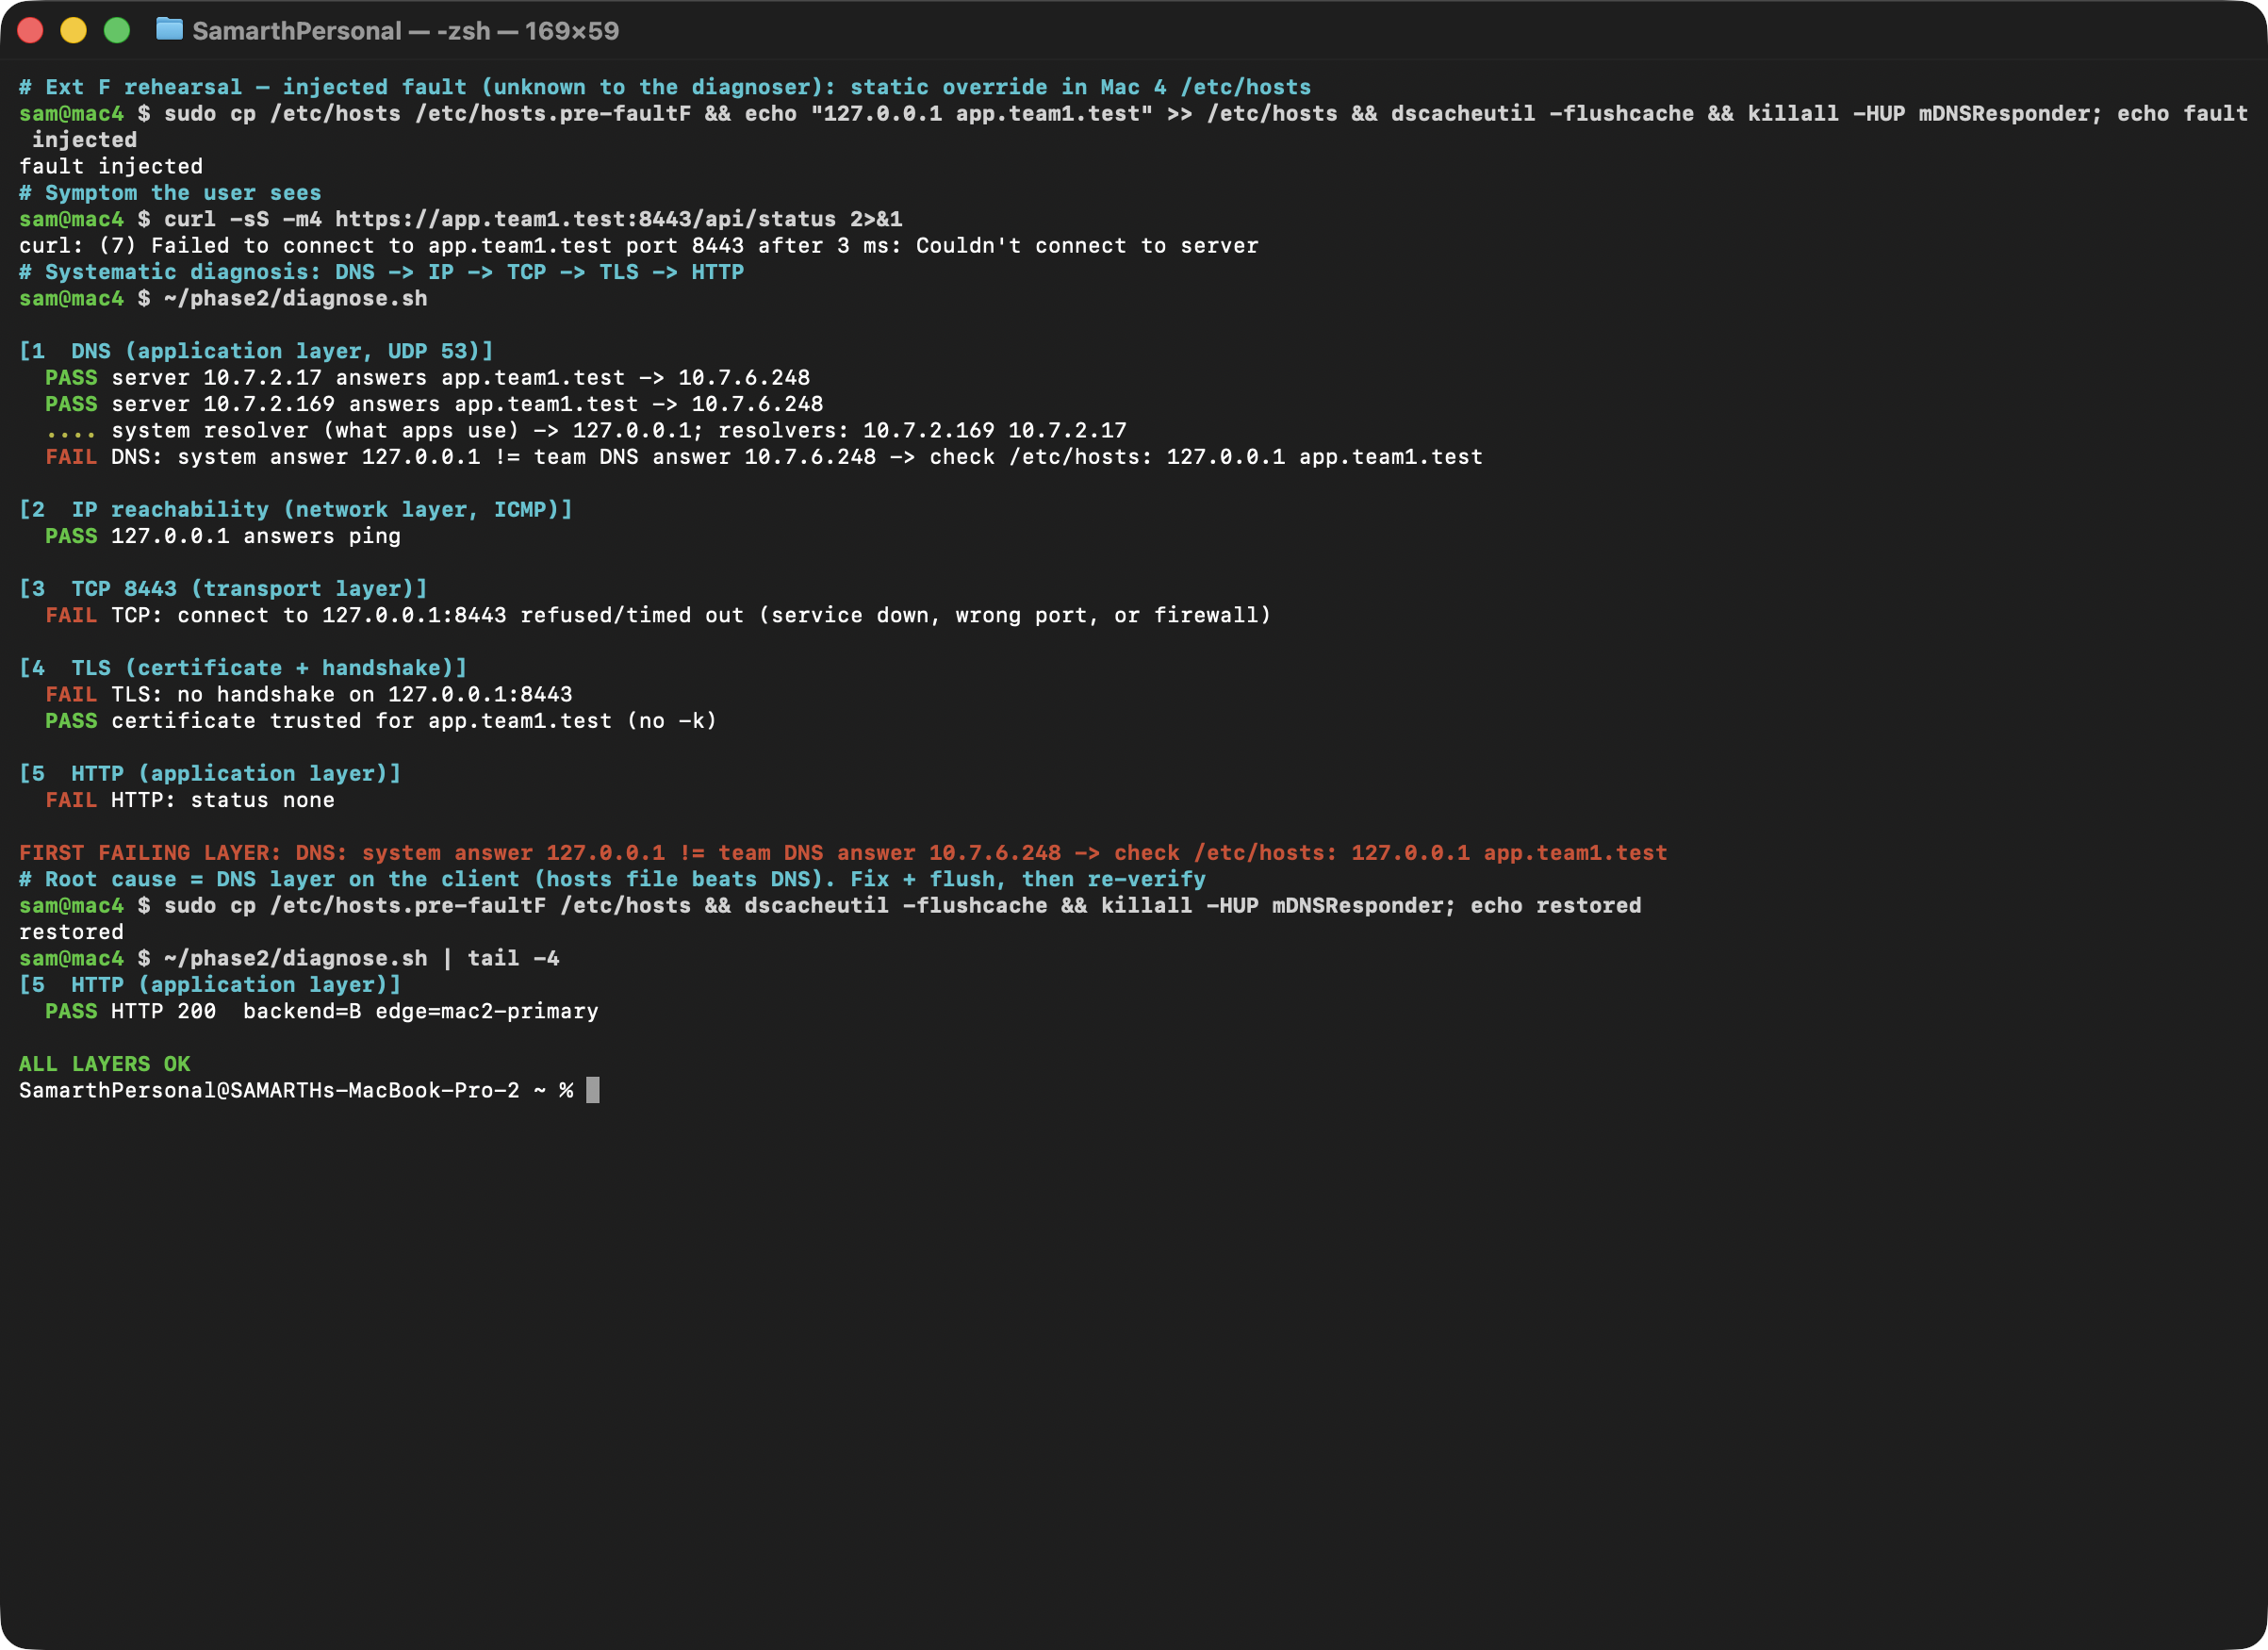 SamarthPersonal — -zsh — 169×59
# Ext F rehearsal — injected fault (unknown to the diagnoser): static override in Mac 4 /etc/hosts
sam@mac4 $ sudo cp /etc/hosts /etc/hosts.pre-faultF && echo "127.0.0.1 app.team1.test" >> /etc/hosts && dscacheutil -flushcache && killall -HUP mDNSResponder; echo fault
 injected
fault injected
# Symptom the user sees
sam@mac4 $ curl -sS -m4 https://app.team1.test:8443/api/status 2>&1
curl: (7) Failed to connect to app.team1.test port 8443 after 3 ms: Couldn't connect to server
# Systematic diagnosis: DNS -> IP -> TCP -> TLS -> HTTP
sam@mac4 $ ~/phase2/diagnose.sh
[1  DNS (application layer, UDP 53)]
  PASS server 10.7.2.17 answers app.team1.test -> 10.7.6.248
  PASS server 10.7.2.169 answers app.team1.test -> 10.7.6.248
  .... system resolver (what apps use) -> 127.0.0.1; resolvers: 10.7.2.169 10.7.2.17
  FAIL DNS: system answer 127.0.0.1 != team DNS answer 10.7.6.248 -> check /etc/hosts: 127.0.0.1 app.team1.test
[2  IP reachability (network layer, ICMP)]
  PASS 127.0.0.1 answers ping
[3  TCP 8443 (transport layer)]
  FAIL TCP: connect to 127.0.0.1:8443 refused/timed out (service down, wrong port, or firewall)
[4  TLS (certificate + handshake)]
  FAIL TLS: no handshake on 127.0.0.1:8443
  PASS certificate trusted for app.team1.test (no -k)
[5  HTTP (application layer)]
  FAIL HTTP: status none
FIRST FAILING LAYER: DNS: system answer 127.0.0.1 != team DNS answer 10.7.6.248 -> check /etc/hosts: 127.0.0.1 app.team1.test
# Root cause = DNS layer on the client (hosts file beats DNS). Fix + flush, then re-verify
sam@mac4 $ sudo cp /etc/hosts.pre-faultF /etc/hosts && dscacheutil -flushcache && killall -HUP mDNSResponder; echo restored
restored
sam@mac4 $ ~/phase2/diagnose.sh | tail -4
[5  HTTP (application layer)]
  PASS HTTP 200  backend=B edge=mac2-primary
ALL LAYERS OK
SamarthPersonal@SAMARTHs-MacBook-Pro-2 ~ %